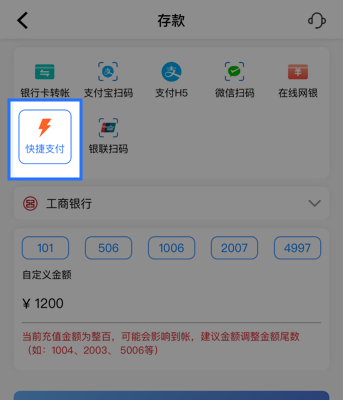 存款
银行卡转帐 支付宝扫码 支付H5 微信扫码 在线网银
快捷支付 银联扫码
工商银行
101 506 1006 2007 4997
自定义金额
¥ 1200
当前充值金额为整百，可能会影响到帐，建议金额调整金额尾数
（如：1004、2003、 5006等）